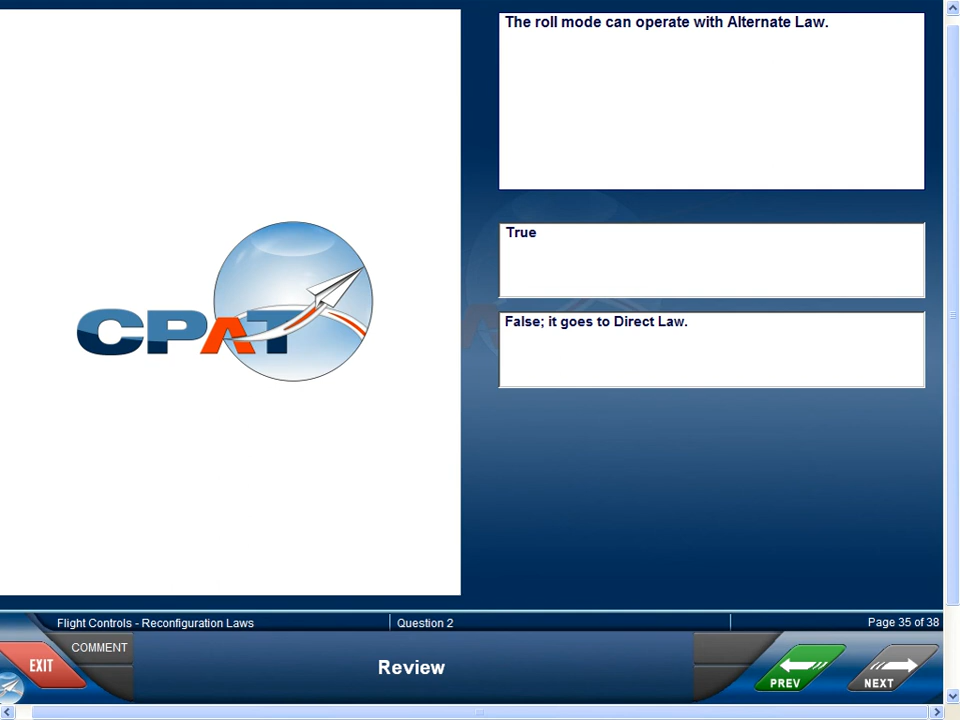 The roll mode can operate with Alternate Law.
True
False; it goes to Direct Law.
CPAT
Flight Controls - Reconfiguration Laws
Question 2
Page 35 of 38
COMMENT
EXIT
Review
PREV
NEXT